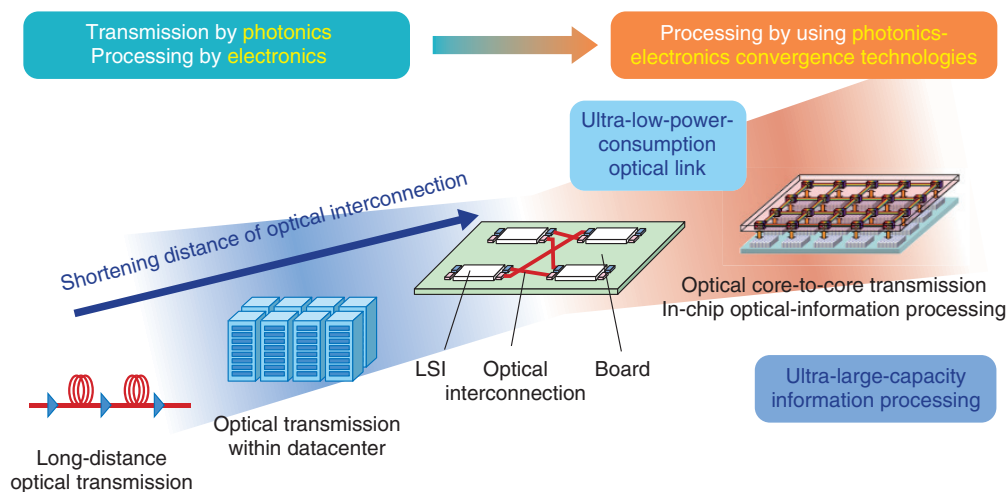 Transmission by photonics
Processing by electronics
Processing by using photonics-
electronics convergence technologies
Ultra-low-power-
consumption
optical link
Shortening distance of optical interconnection
Optical core-to-core transmission
In-chip optical-information processing
LSI
Optical
interconnection
Board
Ultra-large-capacity
information processing
Optical transmission
within datacenter
Long-distance
optical transmission